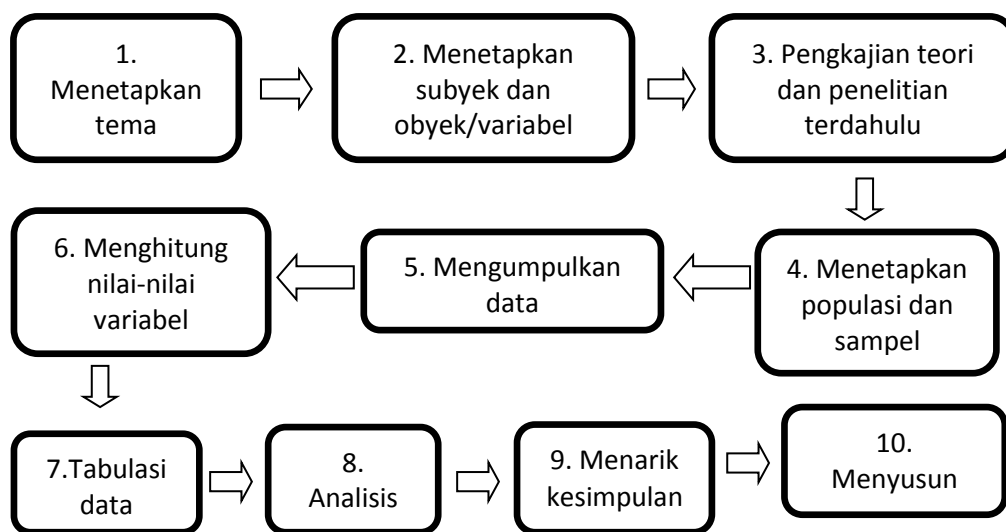 1.
Menetapkan
tema
2. Menetapkan
subyek dan
obyek/variabel
3. Pengkajian teori
dan penelitian
terdahulu
4. Menetapkan
populasi dan
sampel
5. Mengumpulkan
data
6. Menghitung
nilai-nilai
variabel
7.Tabulasi
data
8.
Analisis
9. Menarik
kesimpulan
10.
Menyusun